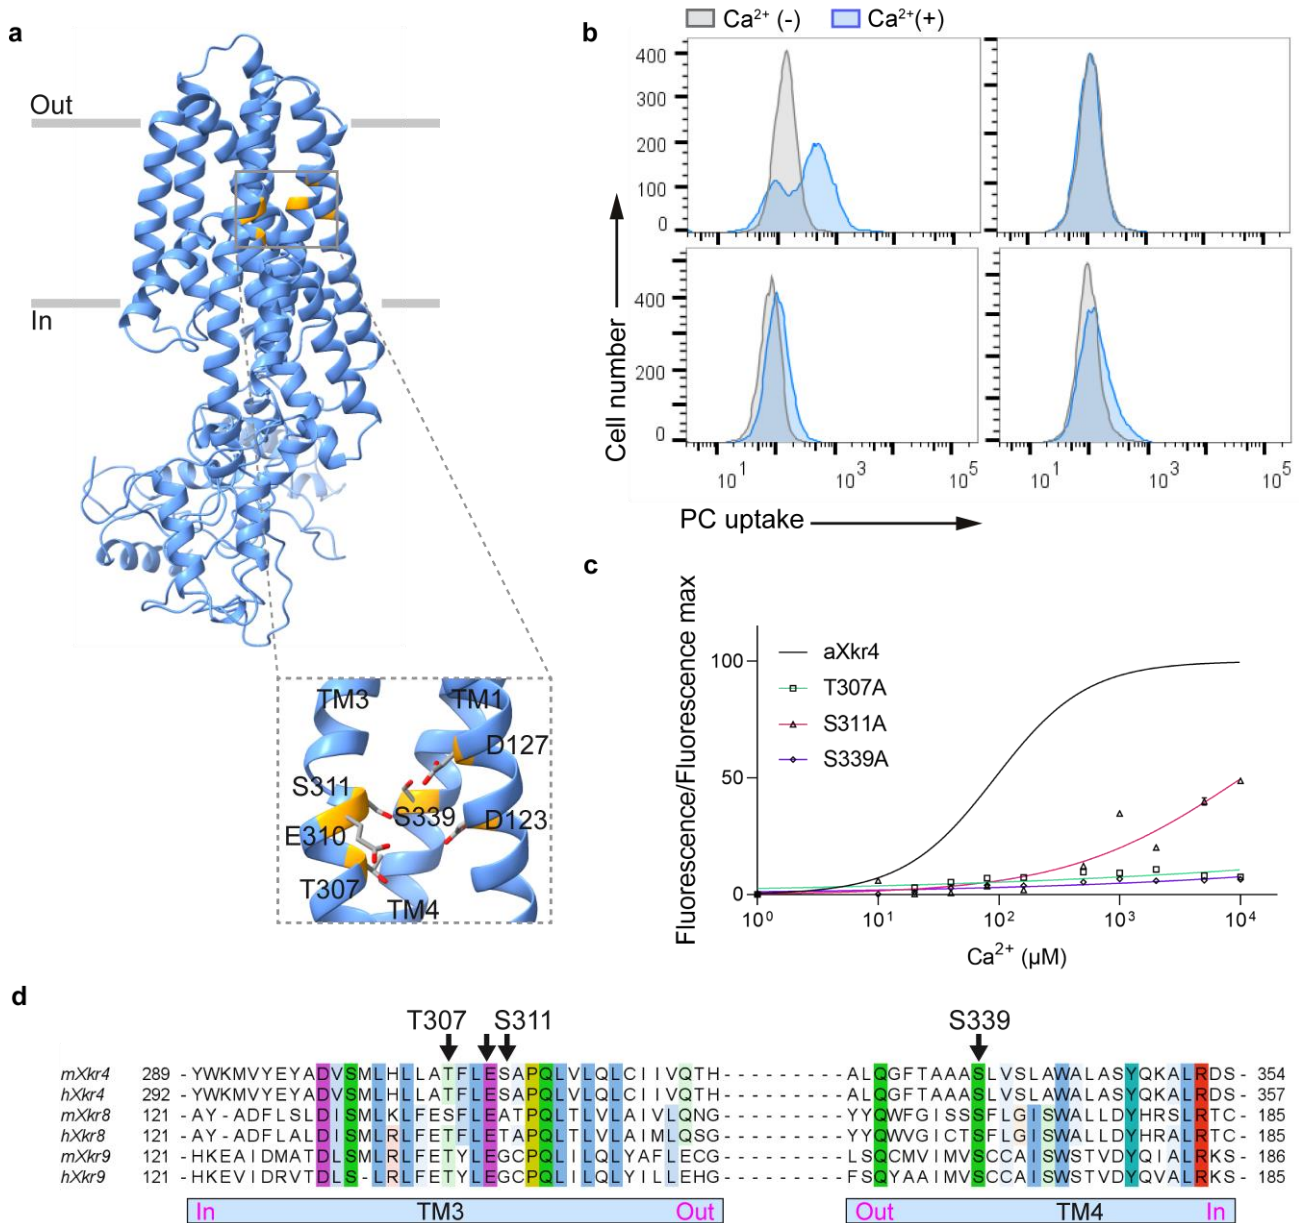 a
Out
In
TM3
TM1
D127
S311
S339
D123
E310
T307
TM4
b
Ca²⁺ (-)
Ca²⁺(+)
400
300
200
100
0
400
200
0
10¹
10³
10⁵
10¹
10³
10⁵
Cell number
PC uptake
c
Fluorescence/Fluorescence max
100
50
0
aXkr4
T307A
S311A
S339A
10⁰
10¹
10²
10³
10⁴
Ca²⁺ (µM)
d
T307
S311
S339
mXkr4 289 - YWKMVYEYADVSMLHLLATFLESAPQLVLQLCIIVQTH - - - - - - - - - - ALQGFTAAASLVSLAWALASYQKALRDS - 354
hXkr4 292 - YWKMVYEYADVSMLHLLATFLESAPQLVLQLCIIVQTH - - - - - - - - - - ALQGFTAAASLVSLAWALASYQKALRDS - 357
mXkr8 121 - AY- ADFLSLDISMLKLFESFLEATPQLTLVLAIVLQNG - - - - - - - - - - YYQWFGISSSFLGISWALLDYHRSLRTC - 185
hXkr8 121 - AY- ADFLALDISMLRLFETFLETAPQLTLVLAIMLQSG - - - - - - - - - - YYQWVGICTSFLGISWALLDYHRALRTC - 185
mXkr9 121 - HKEAIDMATDLSMLRLFETYLEGCPQLILQLYAFLECG - - - - - - - - - - LSQCMVIMVSCCAISWSTVDYQIALRKS - 186
hXkr9 121 - HKEVIDRVTDLS- LRLFETYLEGCPQLILQLYILLEHG - - - - - - - - - - FSQYAAIMVSCCAISWSTVDYQVALRKS - 185
In
TM3
Out
Out
TM4
In